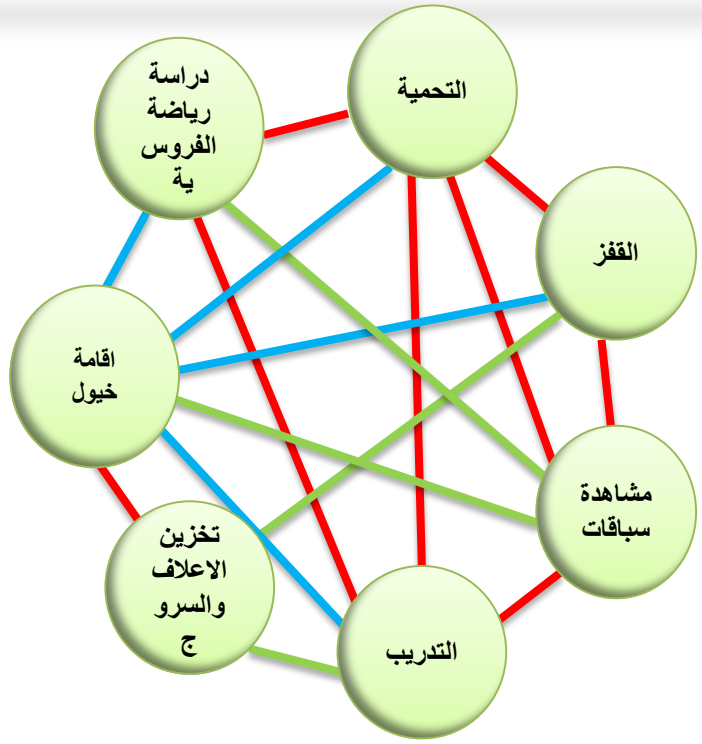 التحمية
دراسة
رياضة
الفروس
ية
القفز
اقامة
خيول
مشاهدة
سباقات
تخزين
الاعلاف
والسرو
ج
التدريب